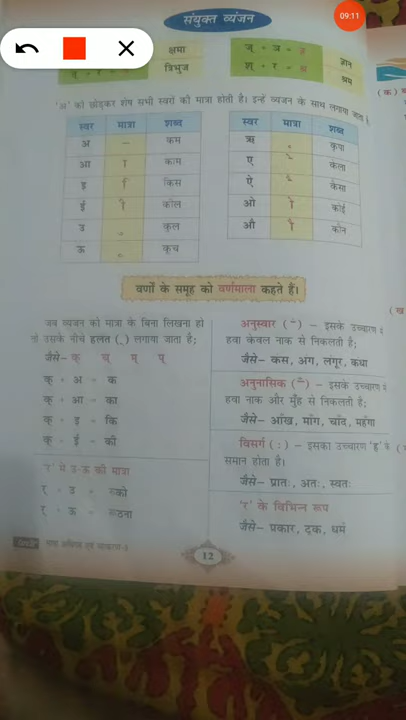 09:11
संयुक्त व्यंजन
क्षमा
त्रिभुज
ज् + ञ = ज्ञ
ज्ञान
श् + र = श्र
श्रम
'अ' को छोड़कर शेष सभी स्वरों की मात्रा होती है। इन्हें व्यंजन के साथ लगाया जाता है
स्वर मात्रा शब्द
अ – कम
आ ा काम
इ ि किस
ई ी कील
उ ु कुल
ऊ ू कूच
स्वर मात्रा शब्द
ऋ ृ कृपा
ए े केला
ऐ ै कैसा
ओ ो कोई
औ ौ कौन
वर्णों के समूह को वर्णमाला कहते हैं।
जब व्यंजन को मात्रा के बिना लिखना हो
तो उसके नीचे हलंत (्) लगाया जाता है;
जैसे– क् च् म् प्
क् + अ = क
क् + आ = का
क् + इ = कि
क् + ई = की
'र' में उ-ऊ की मात्रा
र् + उ = रुको
र् + ऊ = रूठना
अनुस्वार (ं) – इसके उच्चारण में
हवा केवल नाक से निकलती है;
जैसे– कंस, अंग, लंगूर, कंघा
अनुनासिक (ँ) – इसके उच्चारण में
हवा नाक और मुँह से निकलती है;
जैसे– आँख, माँग, चाँद, महँगा
विसर्ग (:) – इसका उच्चारण 'ह' के
समान होता है।
जैसे– प्रातः, अतः, स्वतः
'र' के विभिन्न रूप
जैसे– प्रकार, ट्रक, धर्म
12
(क)
(ख